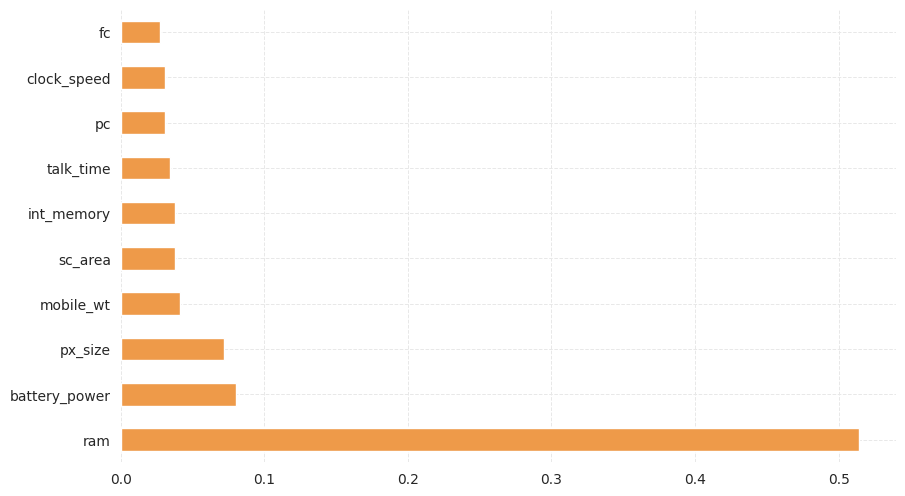 fc
clock_speed
pc
talk_time
int_memory
sc_area
mobile_wt
px_size
battery_power
ram
0.0 0.1 0.2 0.3 0.4 0.5